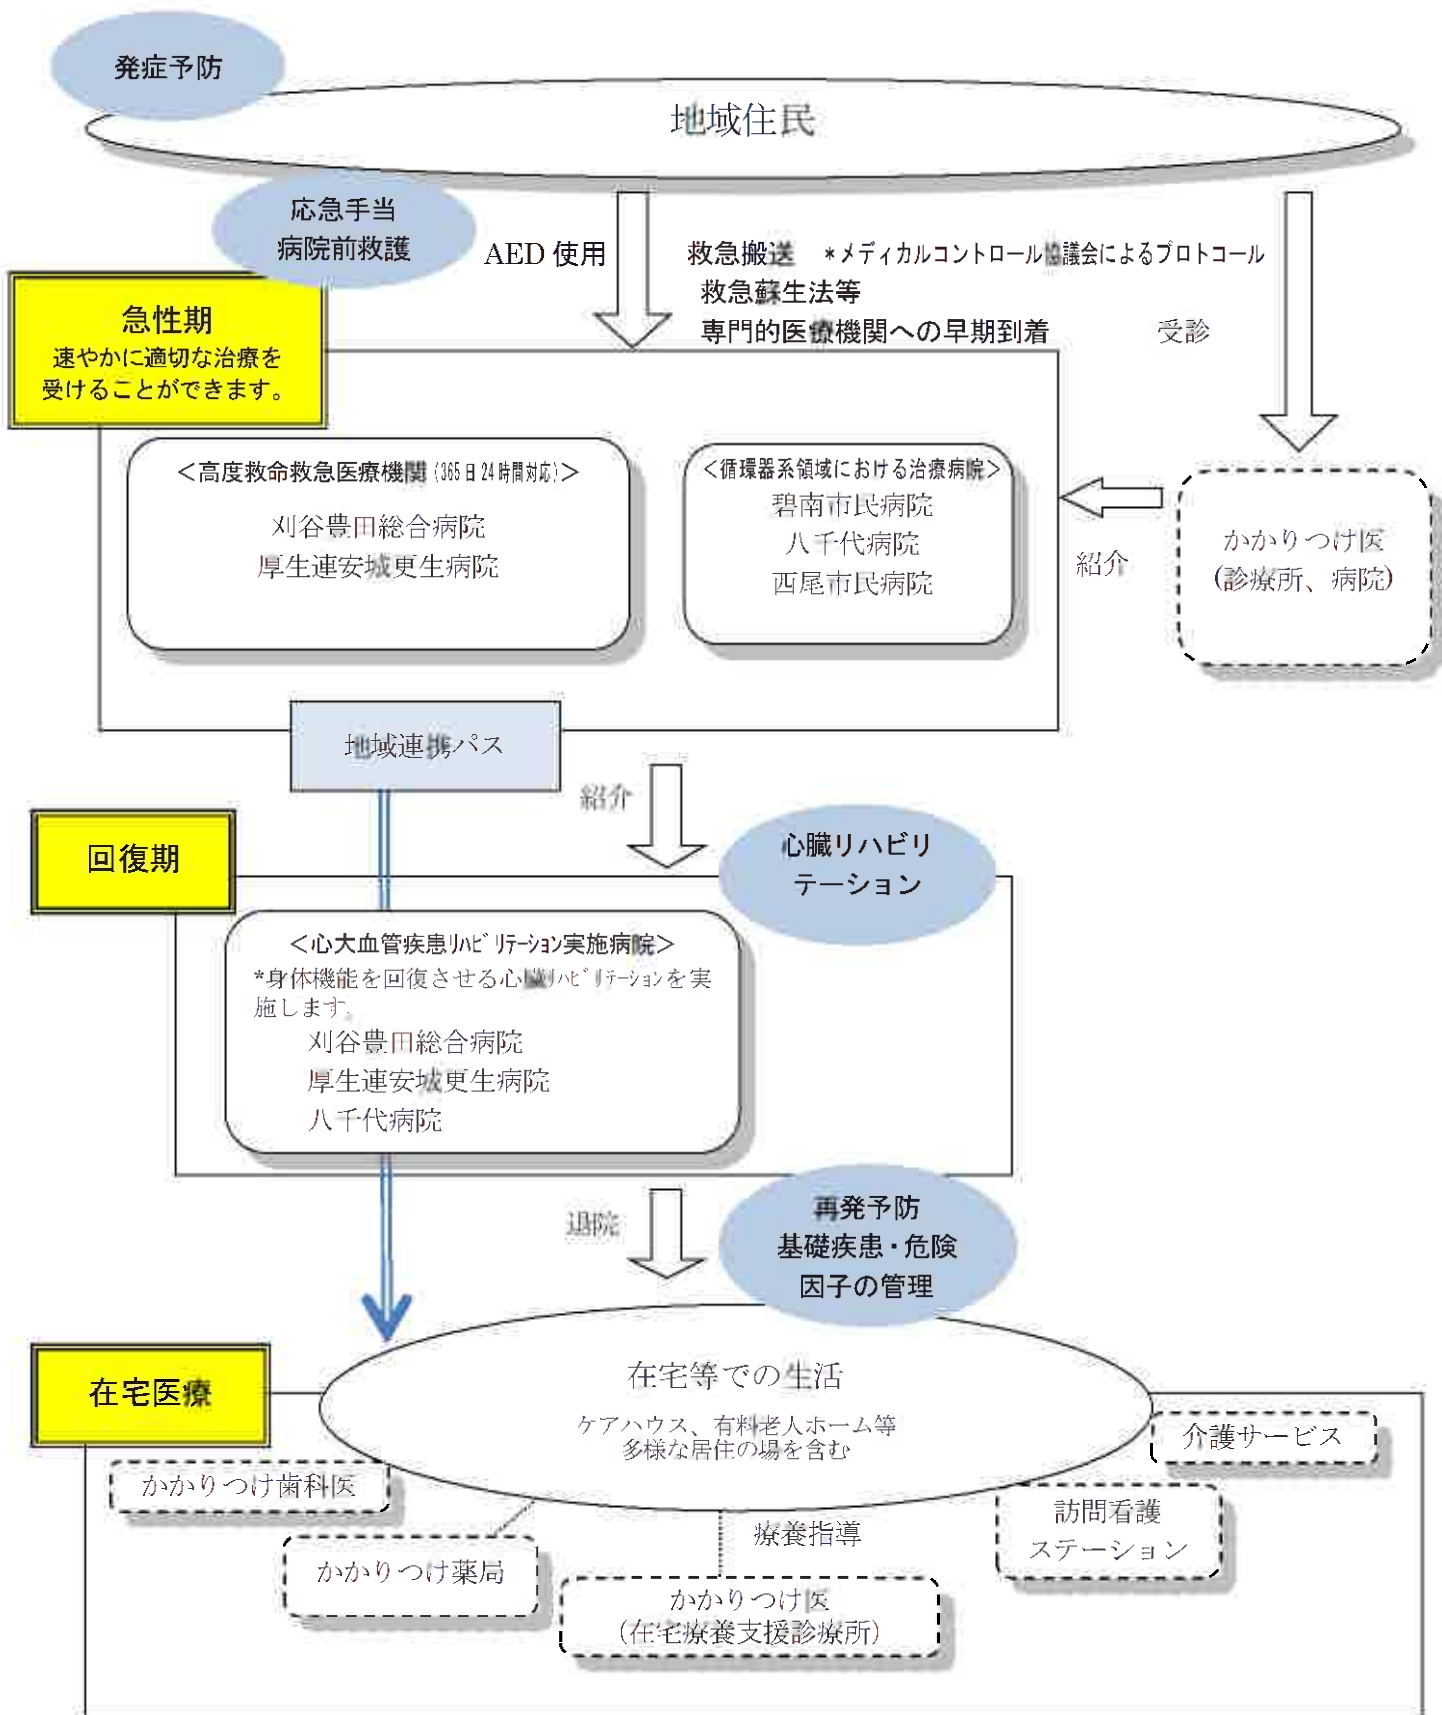 発症予防
地域住民
応急手当
病院前救護
AED 使用
救急搬送 *メディカルコントロール協議会によるプロトコール
救急蘇生法等
専門的医療機関への早期到着
受診
急性期
速やかに適切な治療を
受けることができます。
＜高度救命救急医療機関（365日24時間対応）＞
刈谷豊田総合病院
厚生連安城更生病院
＜循環器系領域における治療病院＞
碧南市民病院
八千代病院
西尾市民病院
紹介
かかりつけ医
(診療所、病院)
地域連携パス
紹介
回復期
心臓リハビリ
テーション
＜心大血管疾患ﾘﾊﾋﾞﾘﾃｰｼｮﾝ実施病院＞
*身体機能を回復させる心臓ﾘﾊﾋﾞﾘﾃｰｼｮﾝを実
施します。
刈谷豊田総合病院
厚生連安城更生病院
八千代病院
退院
再発予防
基礎疾患・危険
因子の管理
在宅医療
在宅等での生活
ケアハウス、有料老人ホーム等
多様な居住の場を含む
介護サービス
かかりつけ歯科医
訪問看護
ステーション
療養指導
かかりつけ薬局
かかりつけ医
(在宅療養支援診療所)